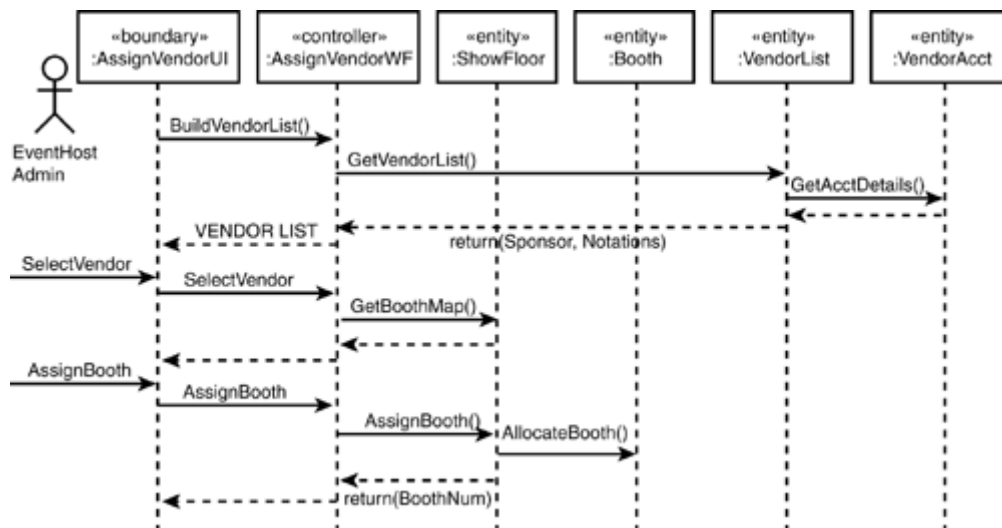 «boundary»
:AssignVendorUI
«controller»
:AssignVendorWF
«entity»
:ShowFloor
«entity»
:Booth
«entity»
:VendorList
«entity»
:VendorAcct
EventHost
Admin
BuildVendorList()
GetVendorList()
GetAcctDetails()
VENDOR LIST
return(Sponsor, Notations)
SelectVendor
SelectVendor
GetBoothMap()
AssignBooth
AssignBooth
AssignBooth()
AllocateBooth()
return(BoothNum)